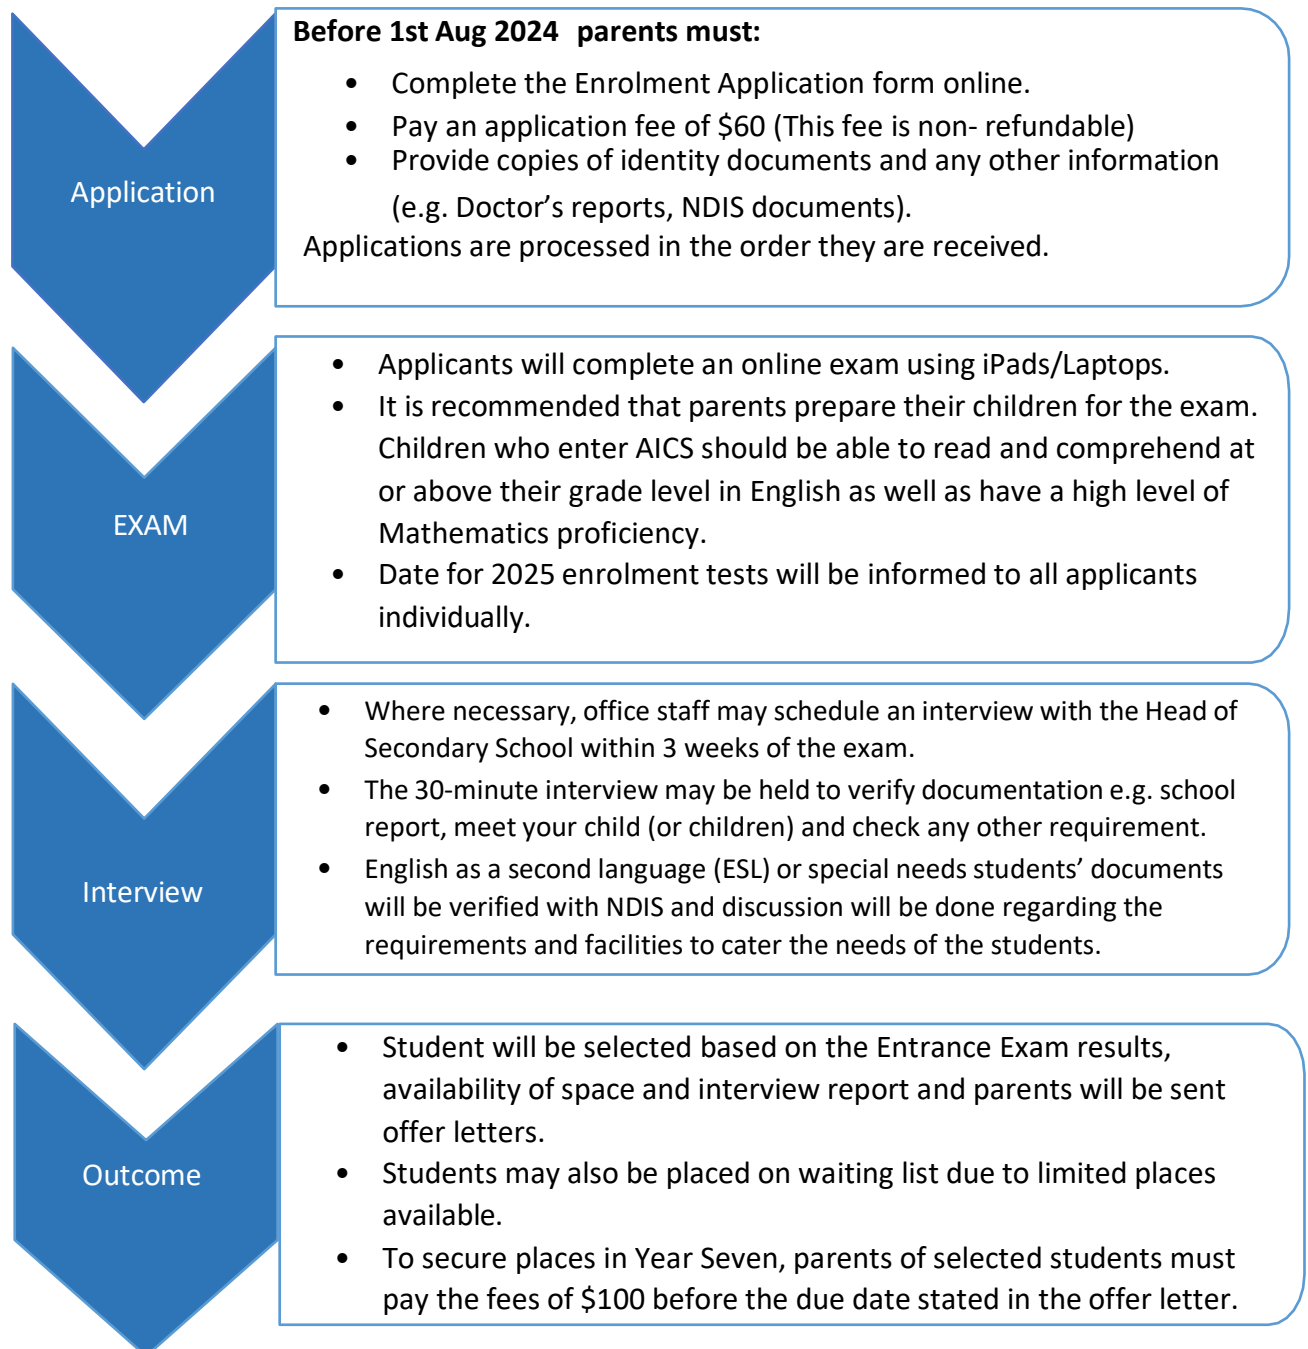 Before 1st Aug 2024 parents must:
• Complete the Enrolment Application form online.
• Pay an application fee of $60 (This fee is non- refundable)
• Provide copies of identity documents and any other information
(e.g. Doctor’s reports, NDIS documents).
Applications are processed in the order they are received.
Application
• Applicants will complete an online exam using iPads/Laptops.
• It is recommended that parents prepare their children for the exam.
Children who enter AICS should be able to read and comprehend at
or above their grade level in English as well as have a high level of
Mathematics proficiency.
• Date for 2025 enrolment tests will be informed to all applicants
individually.
EXAM
• Where necessary, office staff may schedule an interview with the Head of
Secondary School within 3 weeks of the exam.
• The 30-minute interview may be held to verify documentation e.g. school
report, meet your child (or children) and check any other requirement.
• English as a second language (ESL) or special needs students’ documents
will be verified with NDIS and discussion will be done regarding the
requirements and facilities to cater the needs of the students.
Interview
• Student will be selected based on the Entrance Exam results,
availability of space and interview report and parents will be sent
offer letters.
• Students may also be placed on waiting list due to limited places
available.
• To secure places in Year Seven, parents of selected students must
pay the fees of $100 before the due date stated in the offer letter.
Outcome